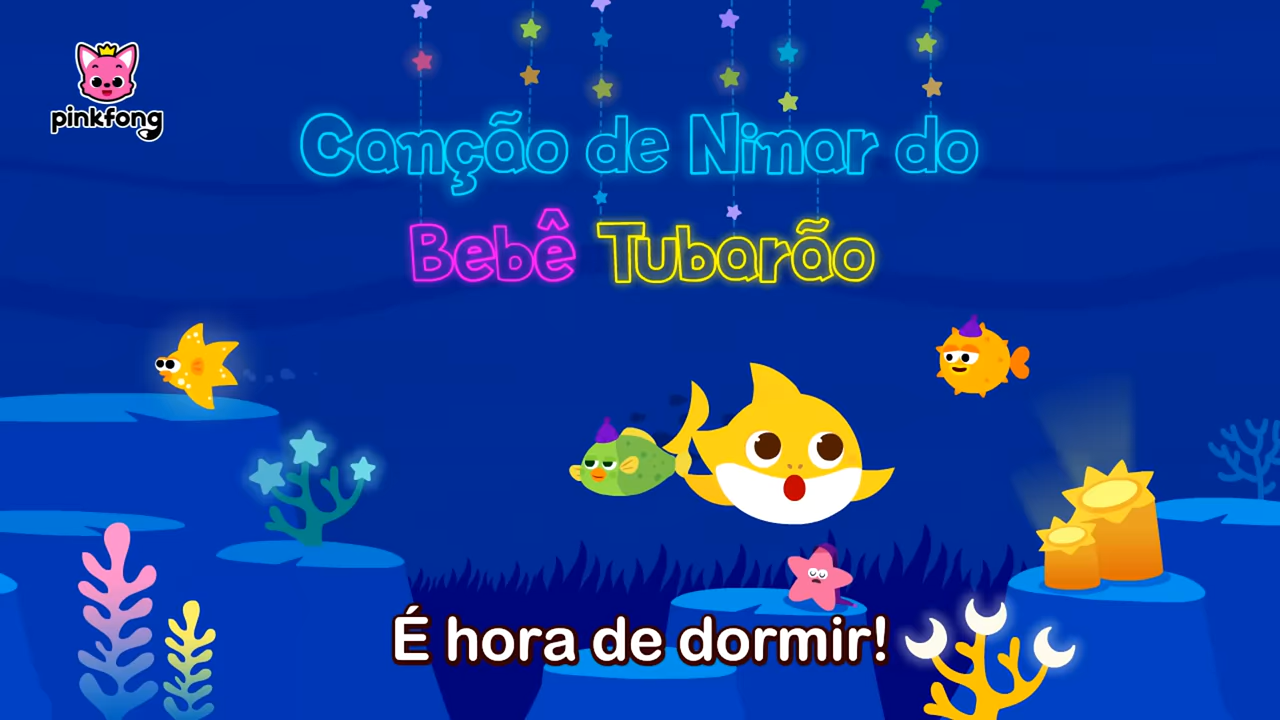 pinkfong
Canção de Ninar do
Bebê Tubarão
É hora de dormir!